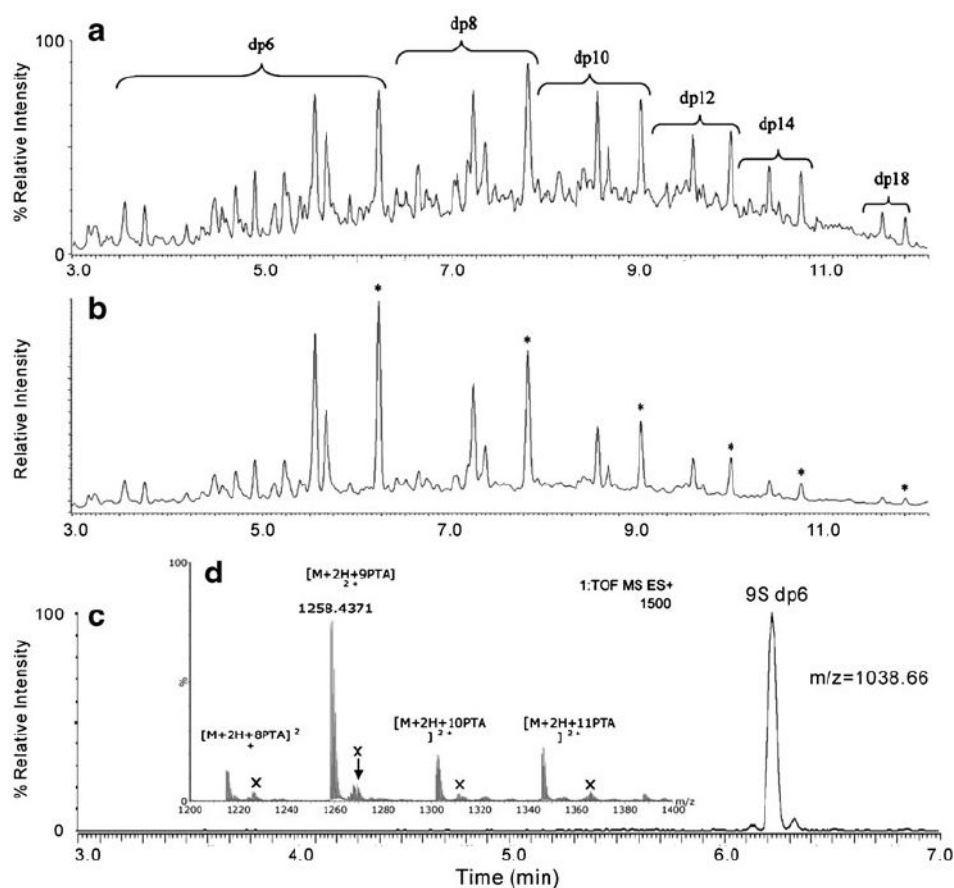 a
100
% Relative Intensity
0
dp6
dp8
dp10
dp12
dp14
dp18
3.0 5.0 7.0 9.0 11.0
b
Relative Intensity
* * * * * *
3.0 5.0 7.0 9.0 11.0
c
100
% Relative Intensity
0
d
100
%
0
[M+2H+9PTA]
2+
1258.4371
1:TOF MS ES+
1500
[M+2H+8PTA]2
+
[M+2H+10PTA
]2+
[M+2H+11PTA
]2+
x x x x
1200 1220 1240 1260 1280 1300 1320 1340 1360 1380 1400 m/z
9S dp6
m/z=1038.66
3.0 4.0 5.0 6.0 7.0
Time (min)